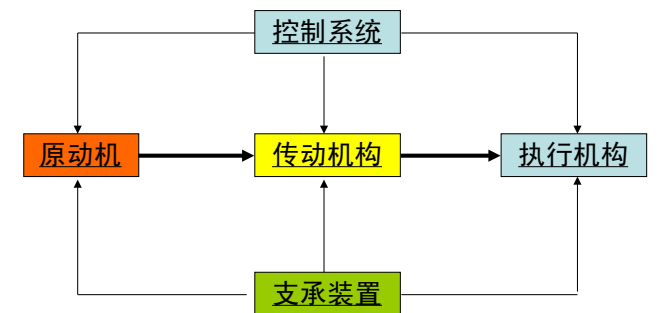 控制系统
原动机
传动机构
执行机构
支承装置